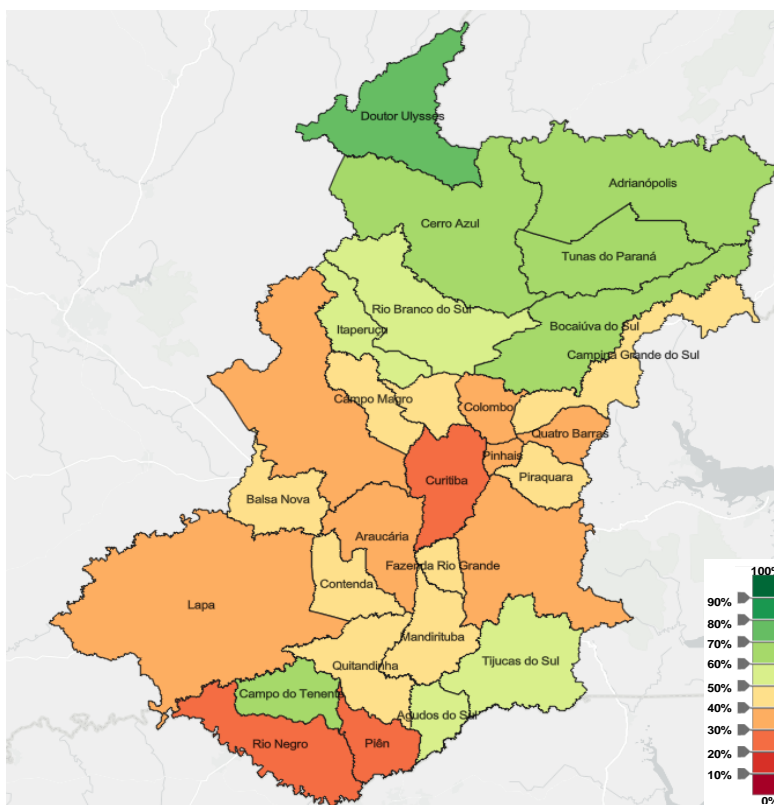 Doutor Ulysses
Adrianópolis
Cerro Azul
Tunas do Paraná
Rio Branco do Sul
Itaperuçu
Bocaiúva do Sul
Campina Grande do Sul
Campo Magro
Colombo
Quatro Barras
Pinhais
Curitiba
Piraquara
Balsa Nova
Araucária
Fazenda Rio Grande
Contenda
Lapa
Mandirituba
Quitandinha
Tijucas do Sul
Campo do Tenente
Agudos do Sul
Rio Negro
Piên
100%
90%
80%
70%
60%
50%
40%
30%
20%
10%
0%